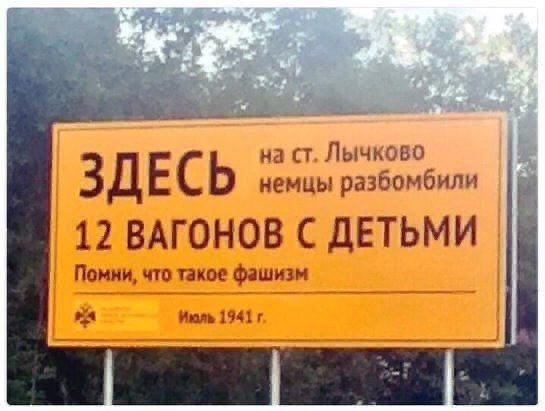 ЗДЕСЬ на ст. Лычково
немцы разбомбили
12 ВАГОНОВ С ДЕТЬМИ
Помни, что такое фашизм
Июль 1941 г.